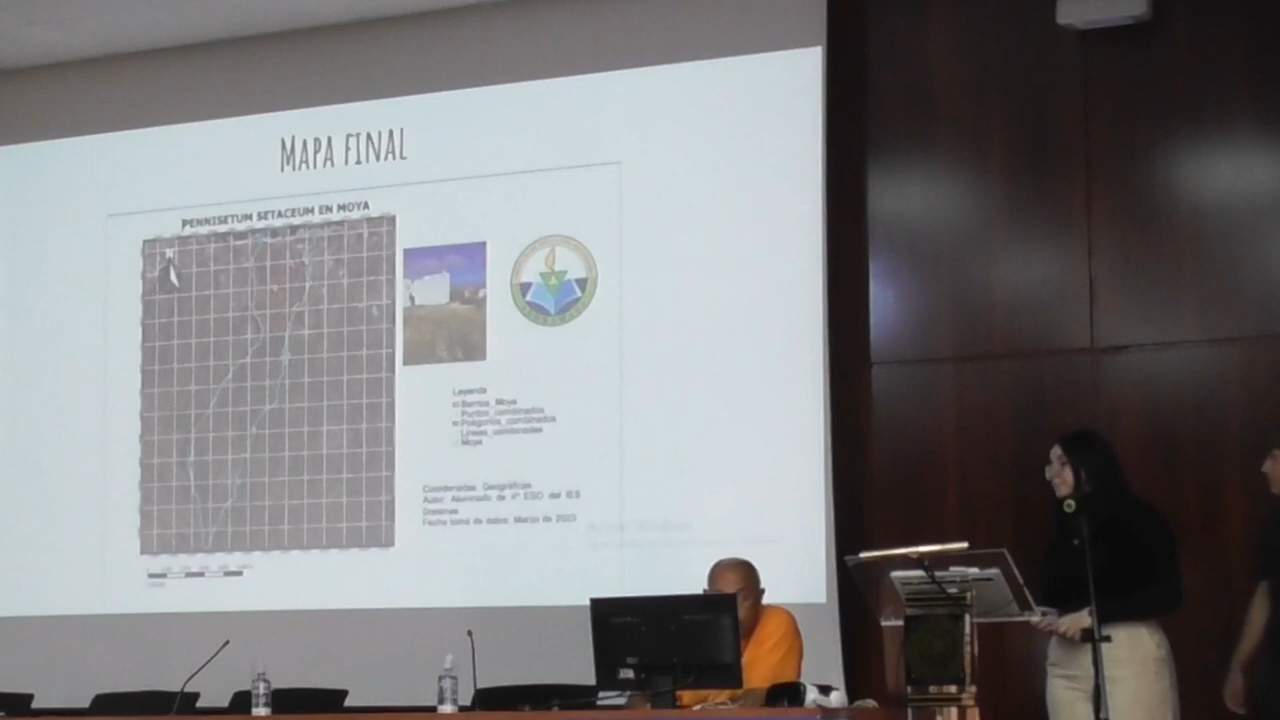 MAPA FINAL
PENNISETUM SETACEUM EN MOYA
Leyenda
Barrios_Moya
Puntos_combinados
Poligonos_combinados
Lineas_combinadas
Moya
Coordenadas Geográficas
Autor: Alumnado de 4º ESO del IES
Doramas
Fecha toma de datos: Marzo de